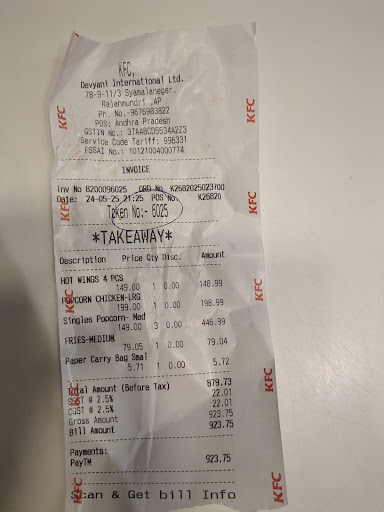 KFC,
Devyani International Ltd.
78-9-11/3 Syamalaneger,
Rajahmundri ,AP
Ph. No.-9676983822
POS: Andhra Pradesh
GSTIN No.: 37AABCD5534A2Z3
Service Code Tariff: 996331
FSSAI No.: 10121004000774
INVOICE
Inv No 8200096025 ORD No. K2682025023700
Date: 24-05-25 21:25 POS No. K26820
Token No:- 6025
*TAKEAWAY*
Description Price Qty Disc. Amount
HOT WINGS 4 PCS
149.00 1 0.00 148.99
POPCORN CHICKEN-LRG
199.00 1 0.00 198.99
Singles Popcorn- Med
149.00 3 0.00 446.99
FRIES-MEDIUM
79.05 1 0.00 79.04
Paper Carry Bag Smal
5.71 1 0.00 5.72
Total Amount (Before Tax) 879.73
SGST @ 2.5% 22.01
CGST @ 2.5% 22.01
Gross Amount 923.75
Bill Amount 923.75
Payments:
PayTM 923.75
Scan & Get bill Info
KFC
KFC
KFC
KFC
KFC
KFC
KFC
KFC
KFC